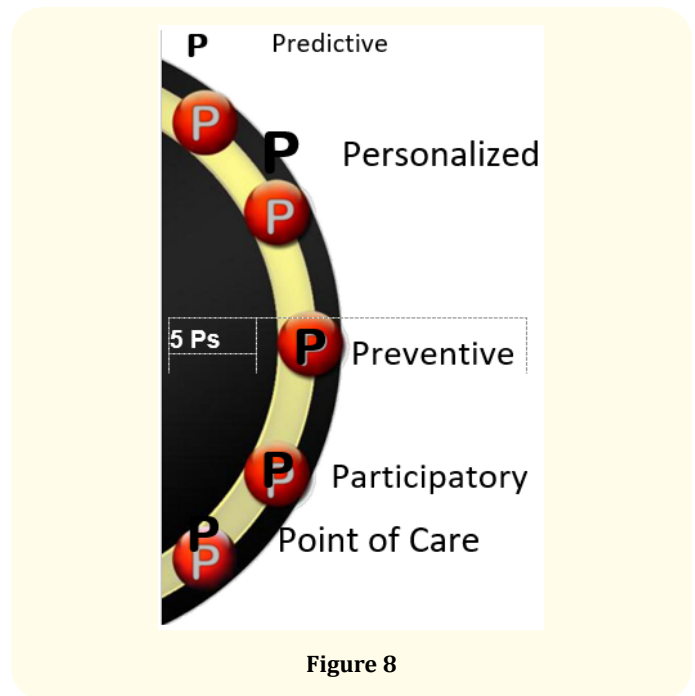 P Predictive
P
P Personalized
P
5 Ps P Preventive
P P Participatory
P P Point of Care
Figure 8